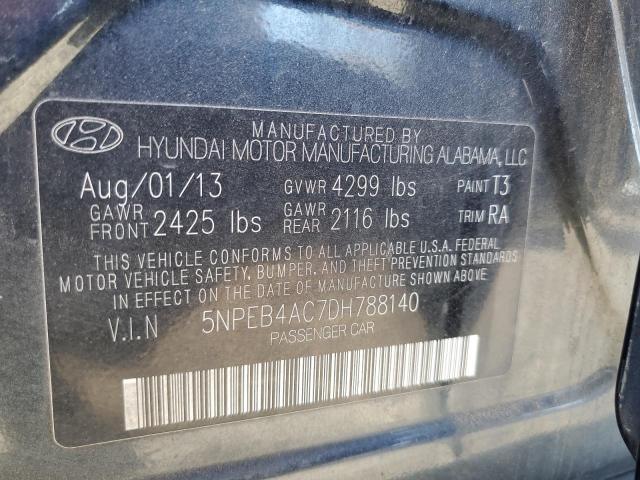 MANUFACTURED BY
HYUNDAI MOTOR MANUFACTURING ALABAMA, LLC
Aug/01/13 GVWR 4299 lbs PAINT T3
GAWR FRONT 2425 lbs GAWR REAR 2116 lbs TRIM RA
THIS VEHICLE CONFORMS TO ALL APPLICABLE U.S.A. FEDERAL
MOTOR VEHICLE SAFETY, BUMPER, AND THEFT PREVENTION STANDARDS
IN EFFECT ON THE DATE OF MANUFACTURE SHOWN ABOVE
V.I.N 5NPEB4AC7DH788140
PASSENGER CAR